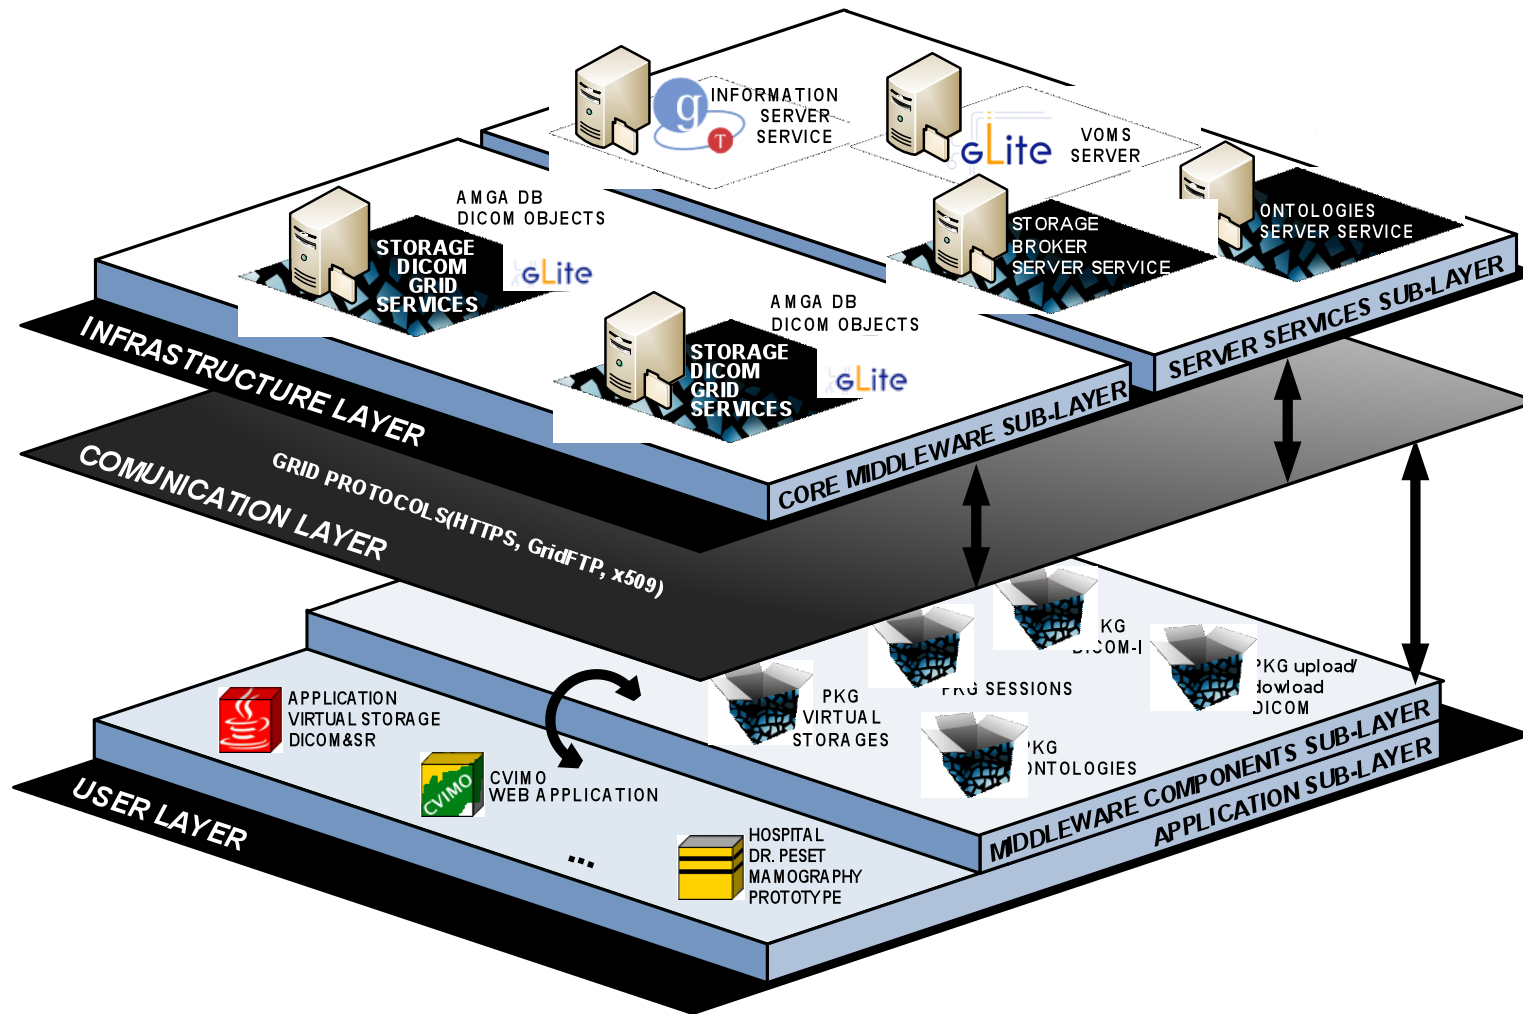 INFORMATION
SERVER
SERVICE
g
T
gLite
VOMS
SERVER
AMGA DB
DICOM OBJECTS
STORAGE
DICOM
GRID
SERVICES
gLite
STORAGE
BROKER
SERVER SERVICE
ONTOLOGIES
SERVER SERVICE
AMGA DB
DICOM OBJECTS
STORAGE
DICOM
GRID
SERVICES
gLite
INFRASTRUCTURE LAYER
CORE MIDDLEWARE SUB-LAYER
SERVER SERVICES SUB-LAYER
COMUNICATION LAYER
GRID PROTOCOLS(HTTPS, GridFTP, x509)
KG
DICOM-I
PKG SESSIONS
PKG upload/
dowload
DICOM
PKG
VIRTUAL
STORAGES
PKG
ONTOLOGIES
APPLICATION
VIRTUAL STORAGE
DICOM&SR
CVIMO
CVIMO
WEB APPLICATION
...
HOSPITAL
DR. PESET
MAMOGRAPHY
PROTOTYPE
MIDDLEWARE COMPONENTS SUB-LAYER
APPLICATION SUB-LAYER
USER LAYER